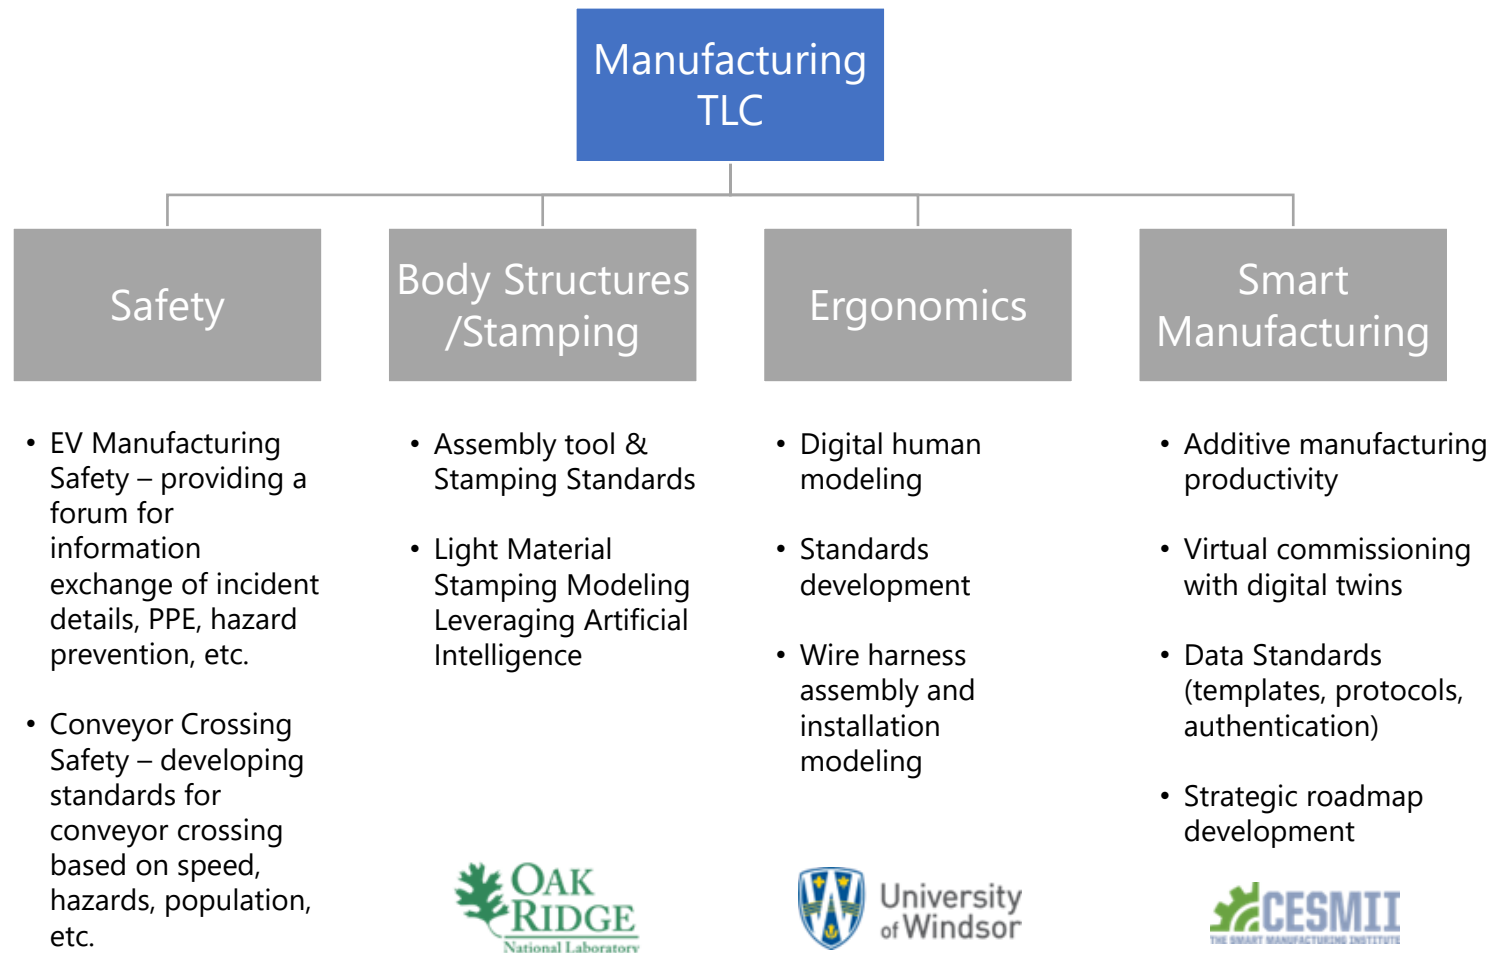 Manufacturing
TLC
Safety
• EV Manufacturing
Safety – providing a
forum for
information
exchange of incident
details, PPE, hazard
prevention, etc.
• Conveyor Crossing
Safety – developing
standards for
conveyor crossing
based on speed,
hazards, population,
etc.
Body Structures
/Stamping
• Assembly tool &
Stamping Standards
• Light Material
Stamping Modeling
Leveraging Artificial
Intelligence
OAK
RIDGE
National Laboratory
Ergonomics
• Digital human
modeling
• Standards
development
• Wire harness
assembly and
installation
modeling
University
of Windsor
Smart
Manufacturing
• Additive manufacturing
productivity
• Virtual commissioning
with digital twins
• Data Standards
(templates, protocols,
authentication)
• Strategic roadmap
development
CESMII
THE SMART MANUFACTURING INSTITUTE